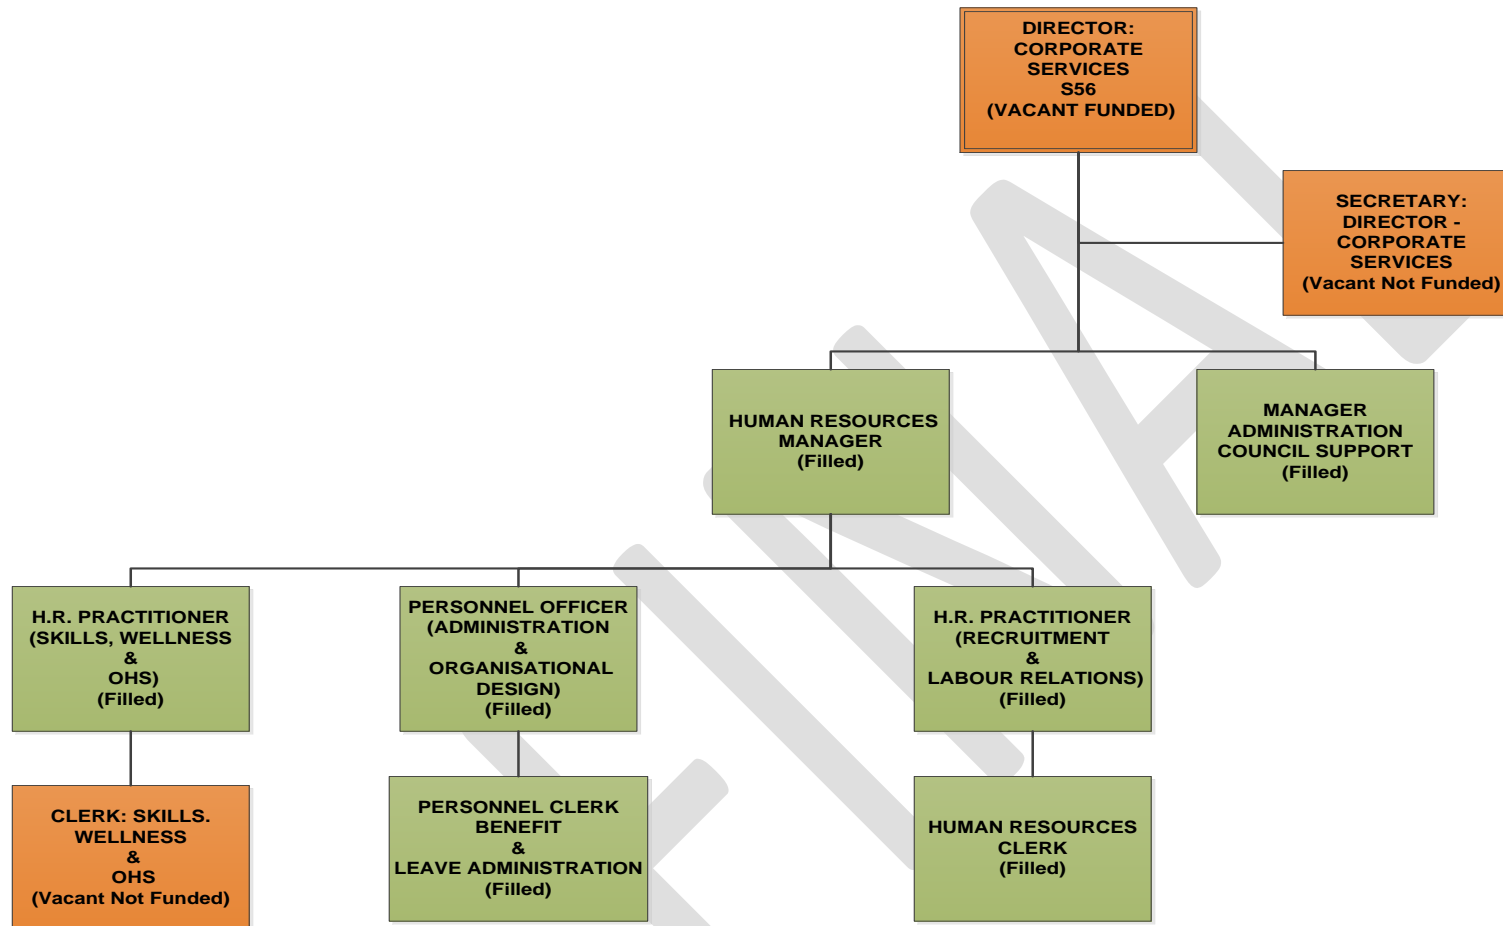 DIRECTOR:
CORPORATE
SERVICES
S56
(VACANT FUNDED)
SECRETARY:
DIRECTOR -
CORPORATE
SERVICES
(Vacant Not Funded)
HUMAN RESOURCES
MANAGER
(Filled)
MANAGER
ADMINISTRATION
COUNCIL SUPPORT
(Filled)
H.R. PRACTITIONER
(SKILLS, WELLNESS
&
OHS)
(Filled)
PERSONNEL OFFICER
(ADMINISTRATION
&
ORGANISATIONAL
DESIGN)
(Filled)
H.R. PRACTITIONER
(RECRUITMENT
&
LABOUR RELATIONS)
(Filled)
CLERK: SKILLS.
WELLNESS
&
OHS
(Vacant Not Funded)
PERSONNEL CLERK
BENEFIT
&
LEAVE ADMINISTRATION
(Filled)
HUMAN RESOURCES
CLERK
(Filled)
FINAL